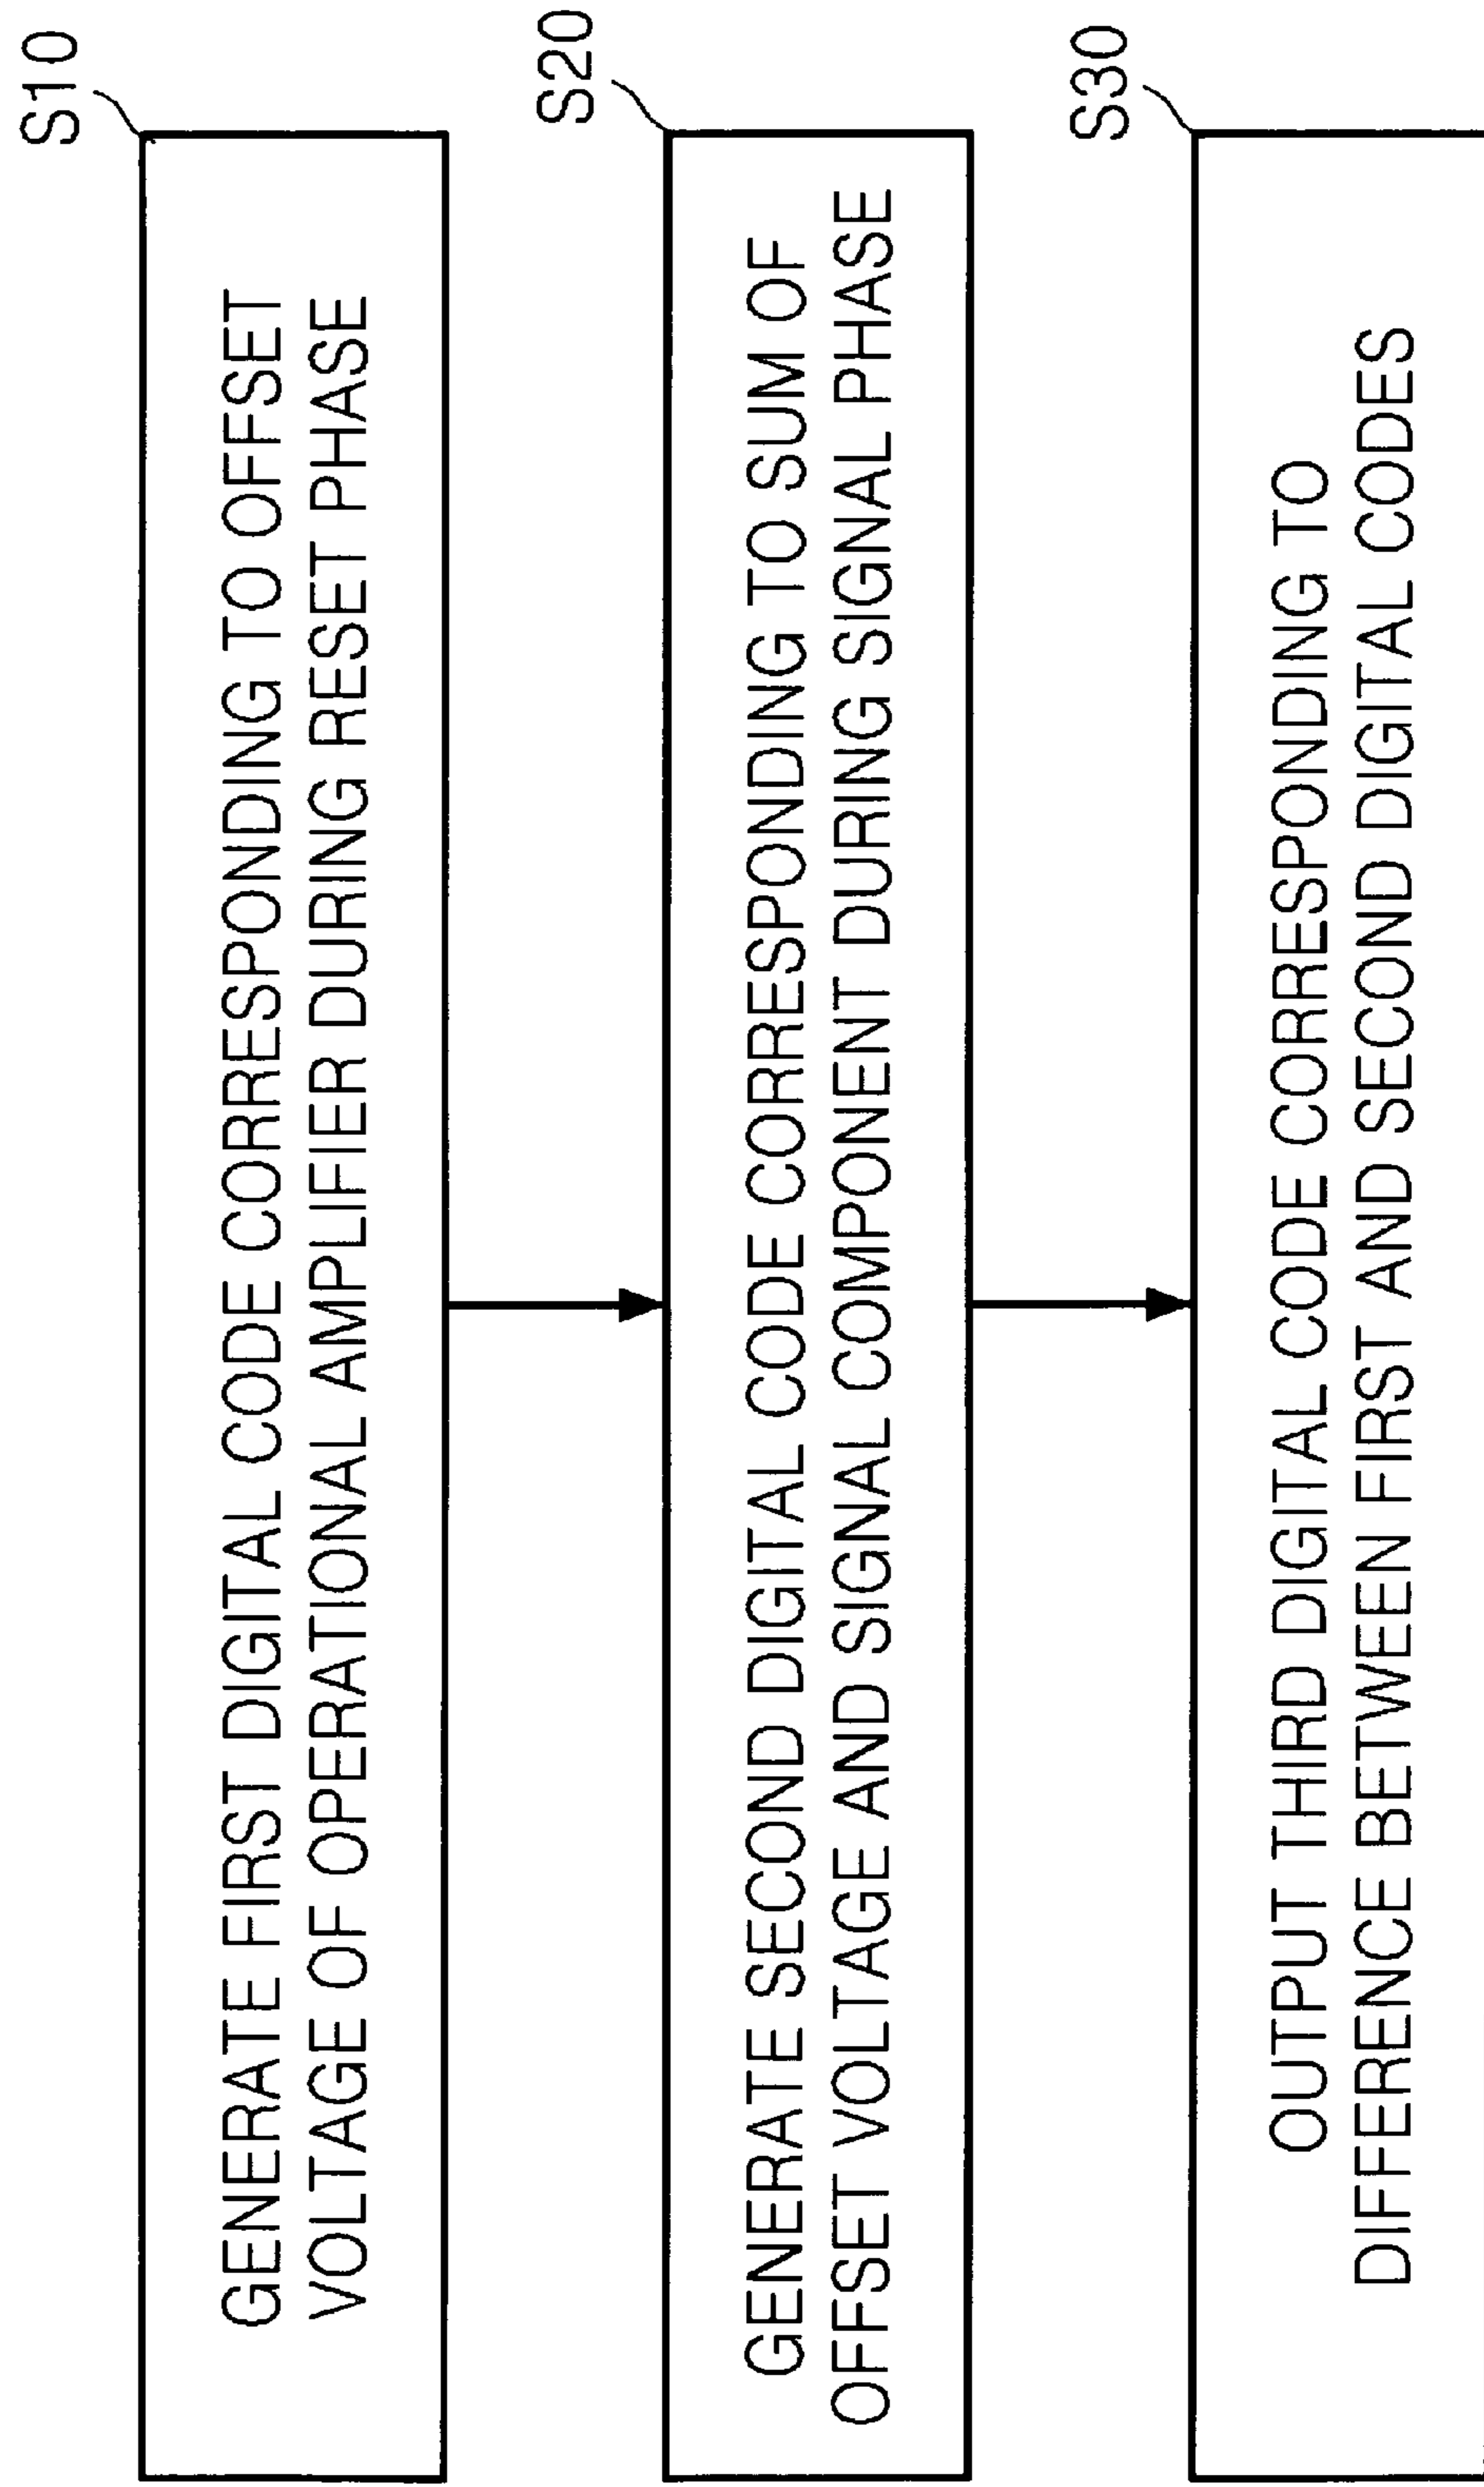 S10
GENERATE FIRST DIGITAL CODE CORRESPONDING TO OFFSET
VOLTAGE OF OPERATIONAL AMPLIFIER DURING RESET PHASE
S20
GENERATE SECOND DIGITAL CODE CORRESPONDING TO SUM OF
OFFSET VOLTAGE AND SIGNAL COMPONENT DURING SIGNAL PHASE
S30
OUTPUT THIRD DIGITAL CODE CORRESPONDING TO
DIFFERENCE BETWEEN FIRST AND SECOND DIGITAL CODES